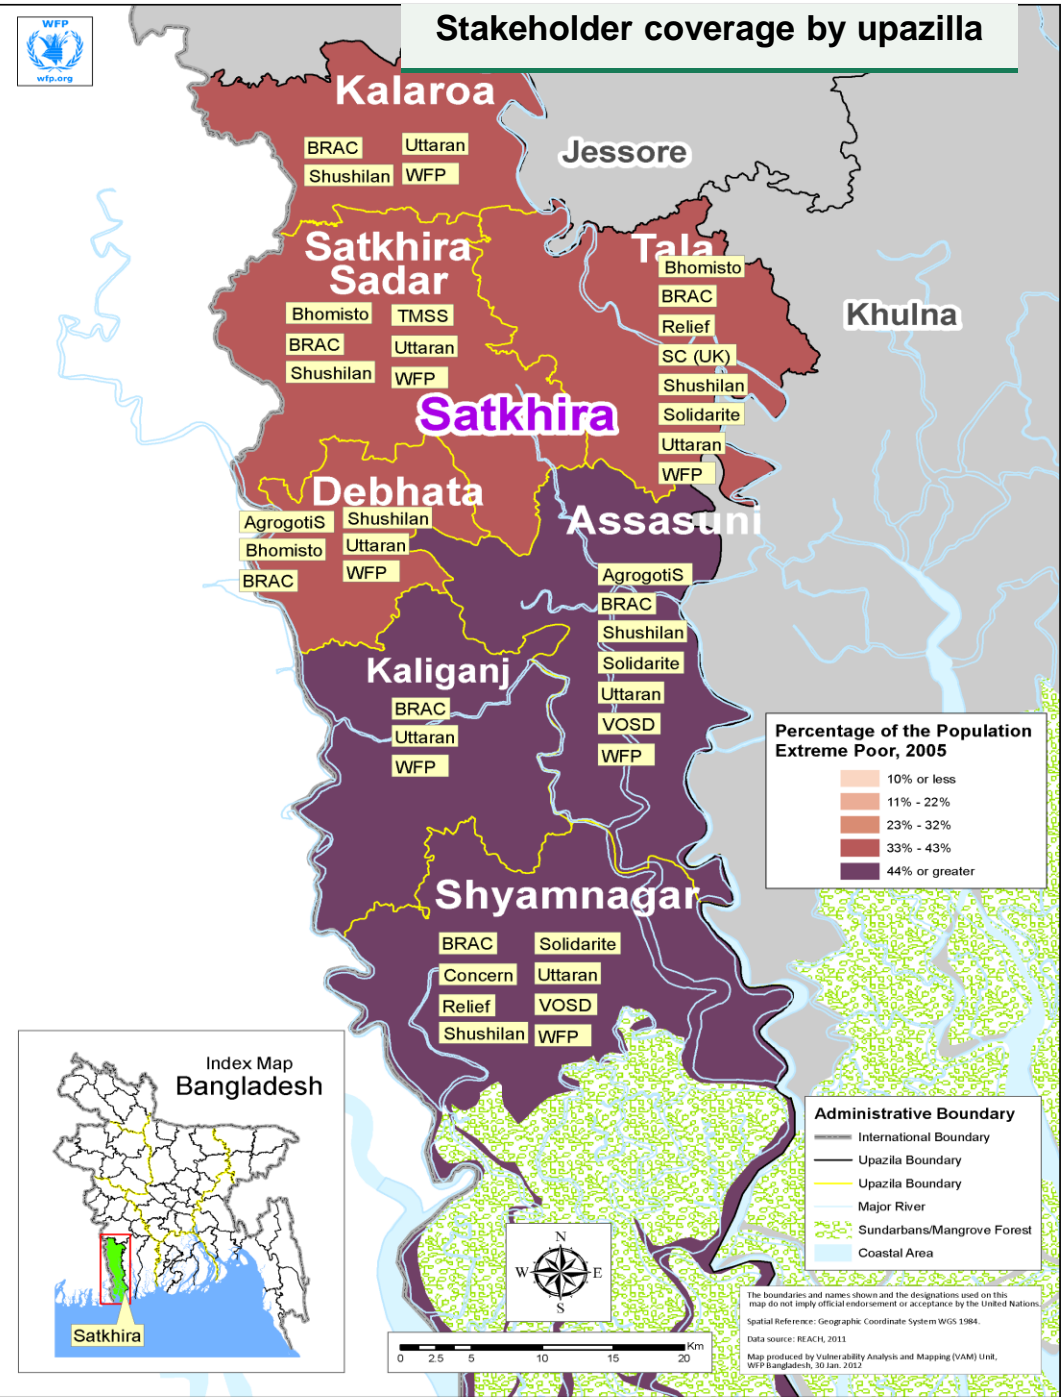 Stakeholder coverage by upazilla
WFP
wfp.org
Kalaroa
BRAC
Uttaran
Shushilan
WFP
Jessore
Satkhira
Sadar
Bhomisto
TMSS
BRAC
Uttaran
Shushilan
WFP
Tala
Bhomisto
BRAC
Relief
SC (UK)
Shushilan
Solidarite
Uttaran
WFP
Khulna
Satkhira
Debhata
AgrogotiS
Shushilan
Bhomisto
Uttaran
BRAC
WFP
Assasuni
AgrogotiS
BRAC
Shushilan
Solidarite
Uttaran
VOSD
WFP
Kaliganj
BRAC
Uttaran
WFP
Percentage of the Population
Extreme Poor, 2005
10% or less
11% - 22%
23% - 32%
33% - 43%
44% or greater
Shyamnagar
BRAC
Solidarite
Concern
Uttaran
Relief
VOSD
Shushilan
WFP
Index Map
Bangladesh
Satkhira
Administrative Boundary
International Boundary
Upazila Boundary
Upazila Boundary
Major River
Sundarbans/Mangrove Forest
Coastal Area
N
W
E
S
Km
0 2.5 5 10 15 20
The boundaries and names shown and the designations used on this
map do not imply official endorsement or acceptance by the United Nations.
Spatial Reference: Geographic Coordinate System WGS 1984.
Data source: REACH, 2011
Map produced by Vulnerability Analysis and Mapping (VAM) Unit,
WFP Bangladesh, 30 Jan. 2012